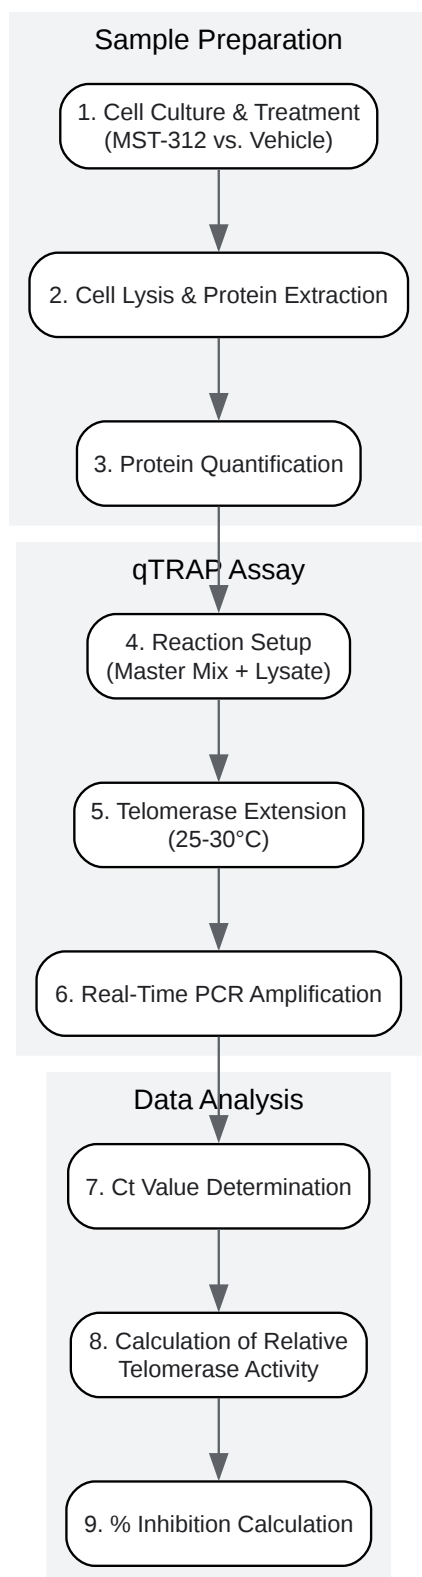 Sample Preparation
1. Cell Culture & Treatment
(MST-312 vs. Vehicle)
2. Cell Lysis & Protein Extraction
3. Protein Quantification
qTRAP Assay
4. Reaction Setup
(Master Mix + Lysate)
5. Telomerase Extension
(25-30°C)
6. Real-Time PCR Amplification
Data Analysis
7. Ct Value Determination
8. Calculation of Relative
Telomerase Activity
9. % Inhibition Calculation